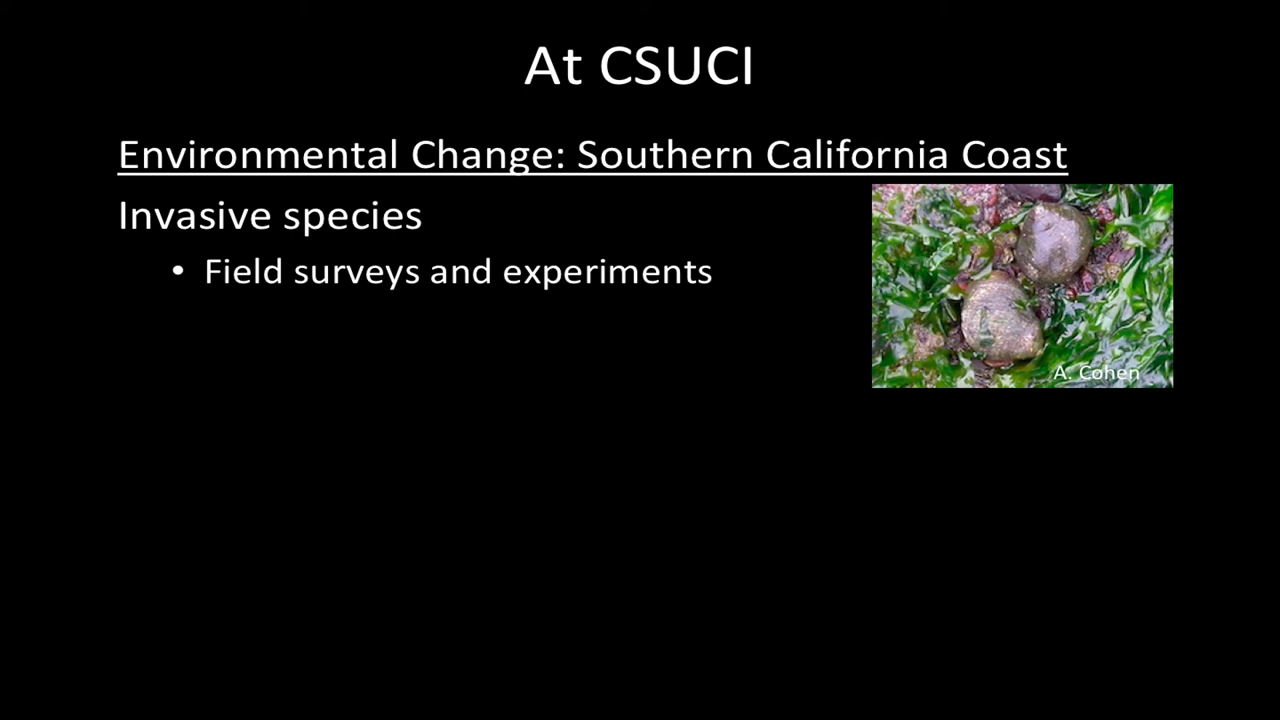 At CSUCI
Environmental Change: Southern California Coast
Invasive species
• Field surveys and experiments
A. Cohen